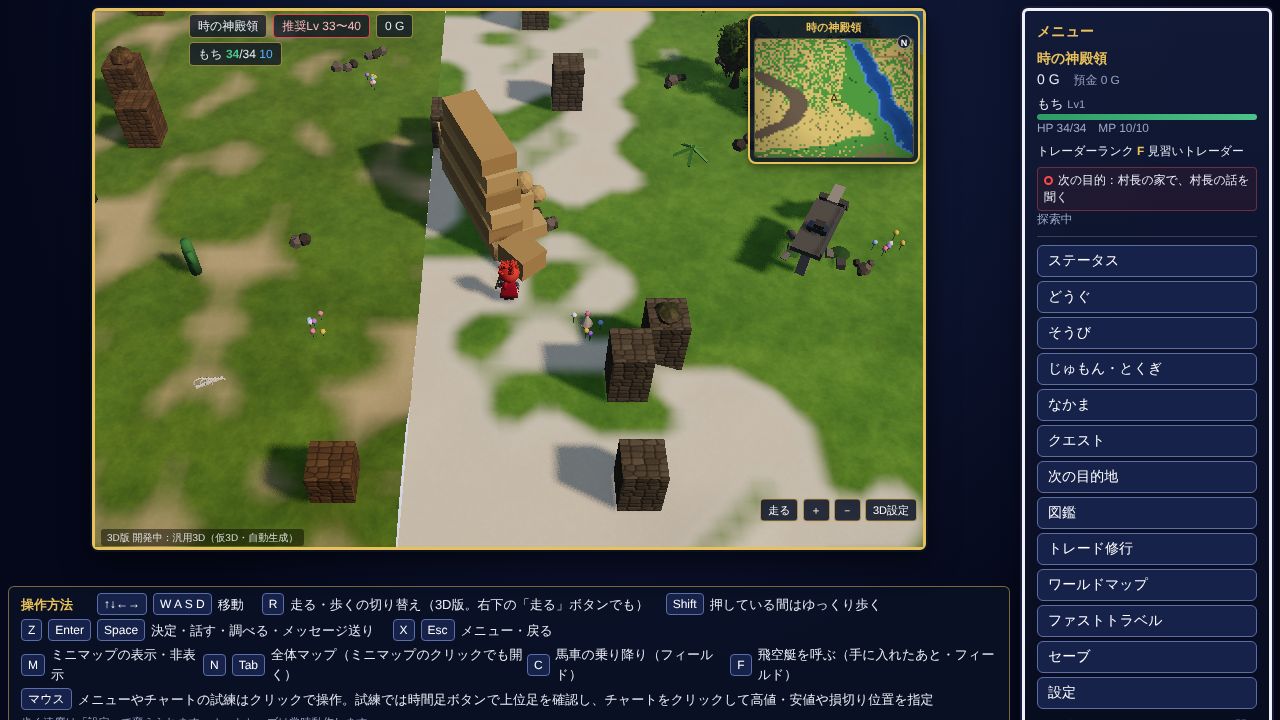 時の神殿領 推奨Lv 33〜40 0 G
もち 34/34 10
時の神殿領
N
走る ＋ － 3D設定
3D版 開発中：汎用3D（仮3D・自動生成）
メニュー
時の神殿領
0 G 預金 0 G
もち Lv1
HP 34/34 MP 10/10
トレーダーランク F 見習いトレーダー
次の目的：村長の家で、村長の話を
聞く
探索中
ステータス
どうぐ
そうび
じゅもん・とくぎ
なかま
クエスト
次の目的地
図鑑
トレード修行
ワールドマップ
ファストトラベル
セーブ
設定
操作方法 ↑↓←→ W A S D 移動 R 走る・歩くの切り替え（3D版。右下の「走る」ボタンでも） Shift 押している間はゆっくり歩く
Z Enter Space 決定・話す・調べる・メッセージ送り X Esc メニュー・戻る
M ミニマップの表示・非表示 N Tab 全体マップ（ミニマップのクリックでも開く） C 馬車の乗り降り（フィールド） F 飛空艇を呼ぶ（手に入れたあと・フィールド）
マウス メニューやチャートの試練はクリックで操作。試練では時間足ボタンで上位足を確認し、チャートをクリックして高値・安値や損切り位置を指定